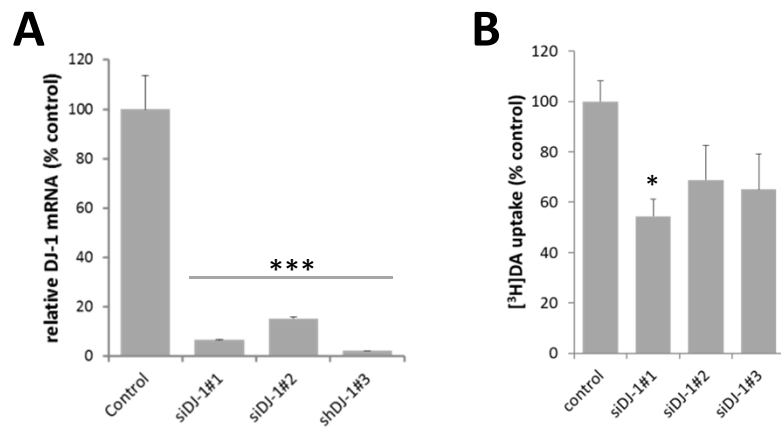 A
relative DJ-1 mRNA (% control)
120
100
80
60
40
20
0
***
Control
siDJ-1#1
siDJ-1#2
shDJ-1#3
B
[³H]DA uptake (% control)
120
100
80
60
40
20
0
*
control
siDJ-1#1
siDJ-1#2
siDJ-1#3